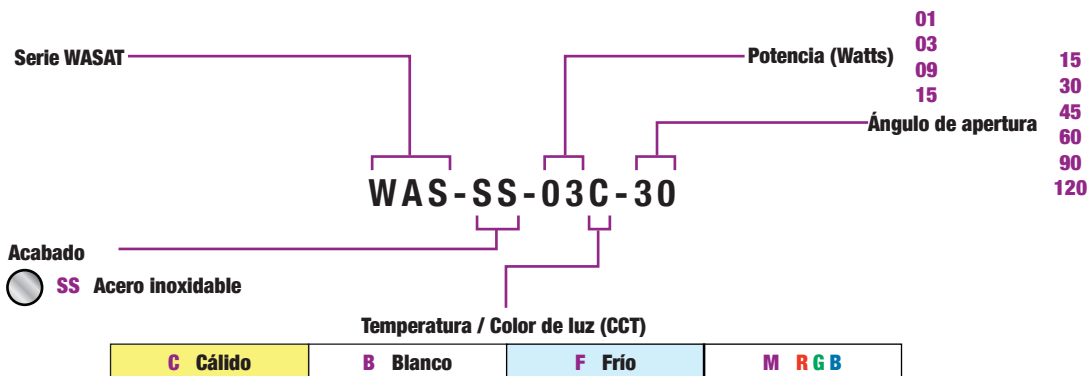 Serie WASAT
Potencia (Watts)
01
03
09
15
Ángulo de apertura
15
30
45
60
90
120
WAS-SS-03C-30
Acabado
SS Acero inoxidable
Temperatura / Color de luz (CCT)
C Cálido
B Blanco
F Frío
M R G B